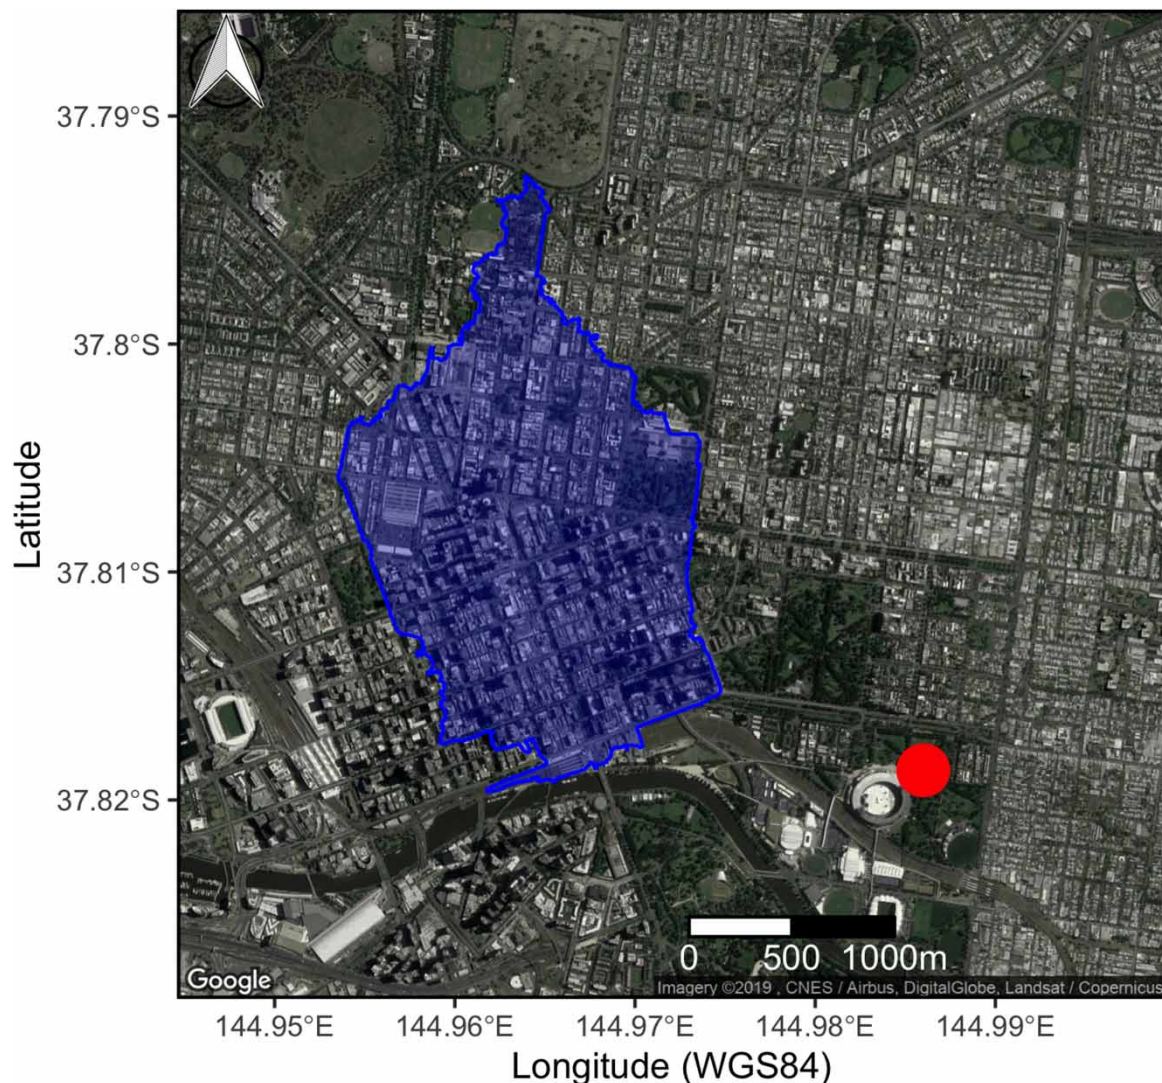 37.79°S
37.8°S
37.81°S
37.82°S
Latitude
0 500 1000m
Google
Imagery ©2019 , CNES / Airbus, DigitalGlobe, Landsat / Copernicus
144.95°E 144.96°E 144.97°E 144.98°E 144.99°E
Longitude (WGS84)